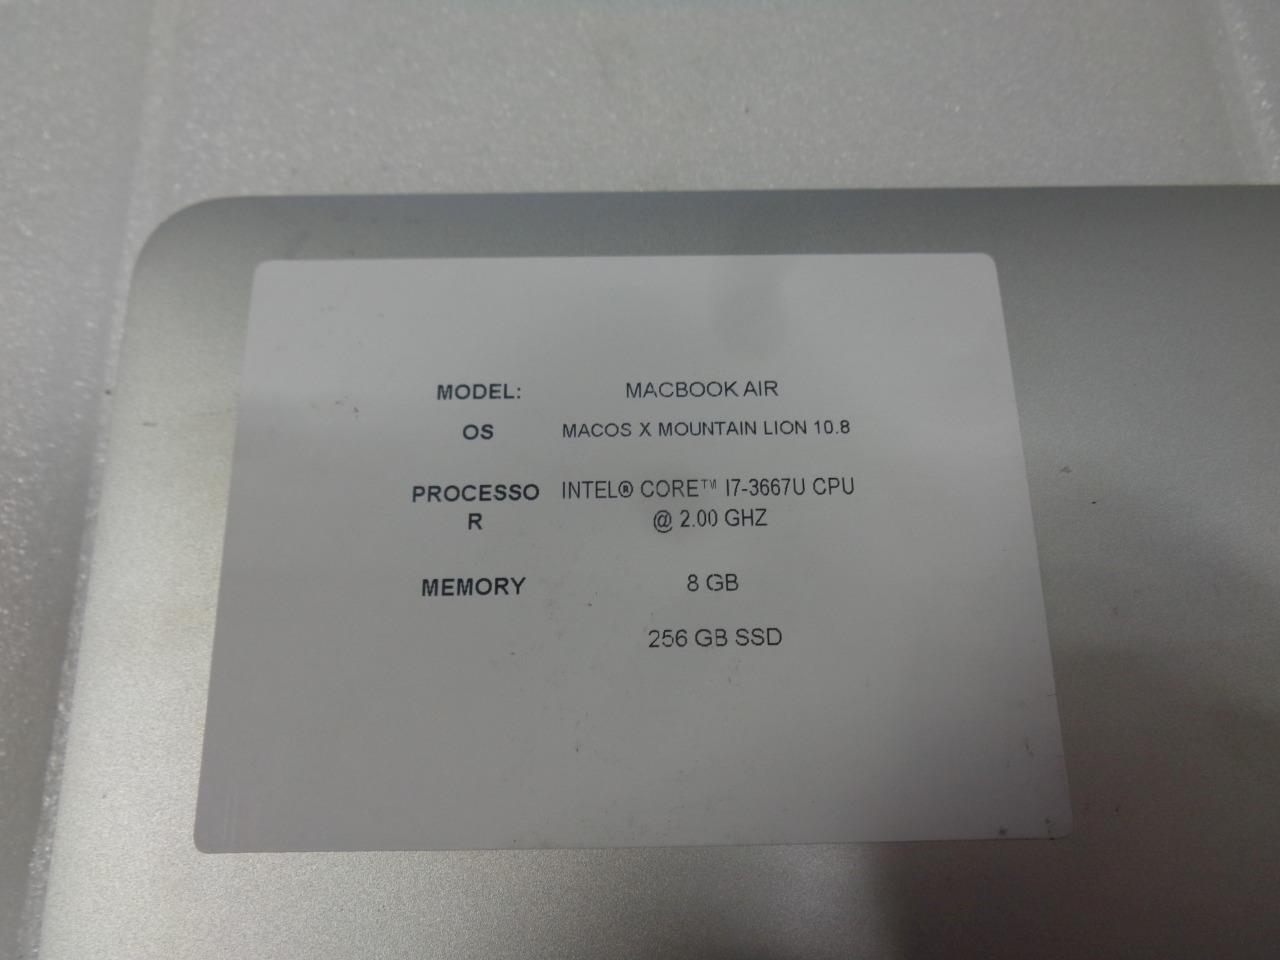 MODEL: MACBOOK AIR
OS MACOS X MOUNTAIN LION 10.8
PROCESSO INTEL® CORE™ I7-3667U CPU
R @ 2.00 GHZ
MEMORY 8 GB
256 GB SSD